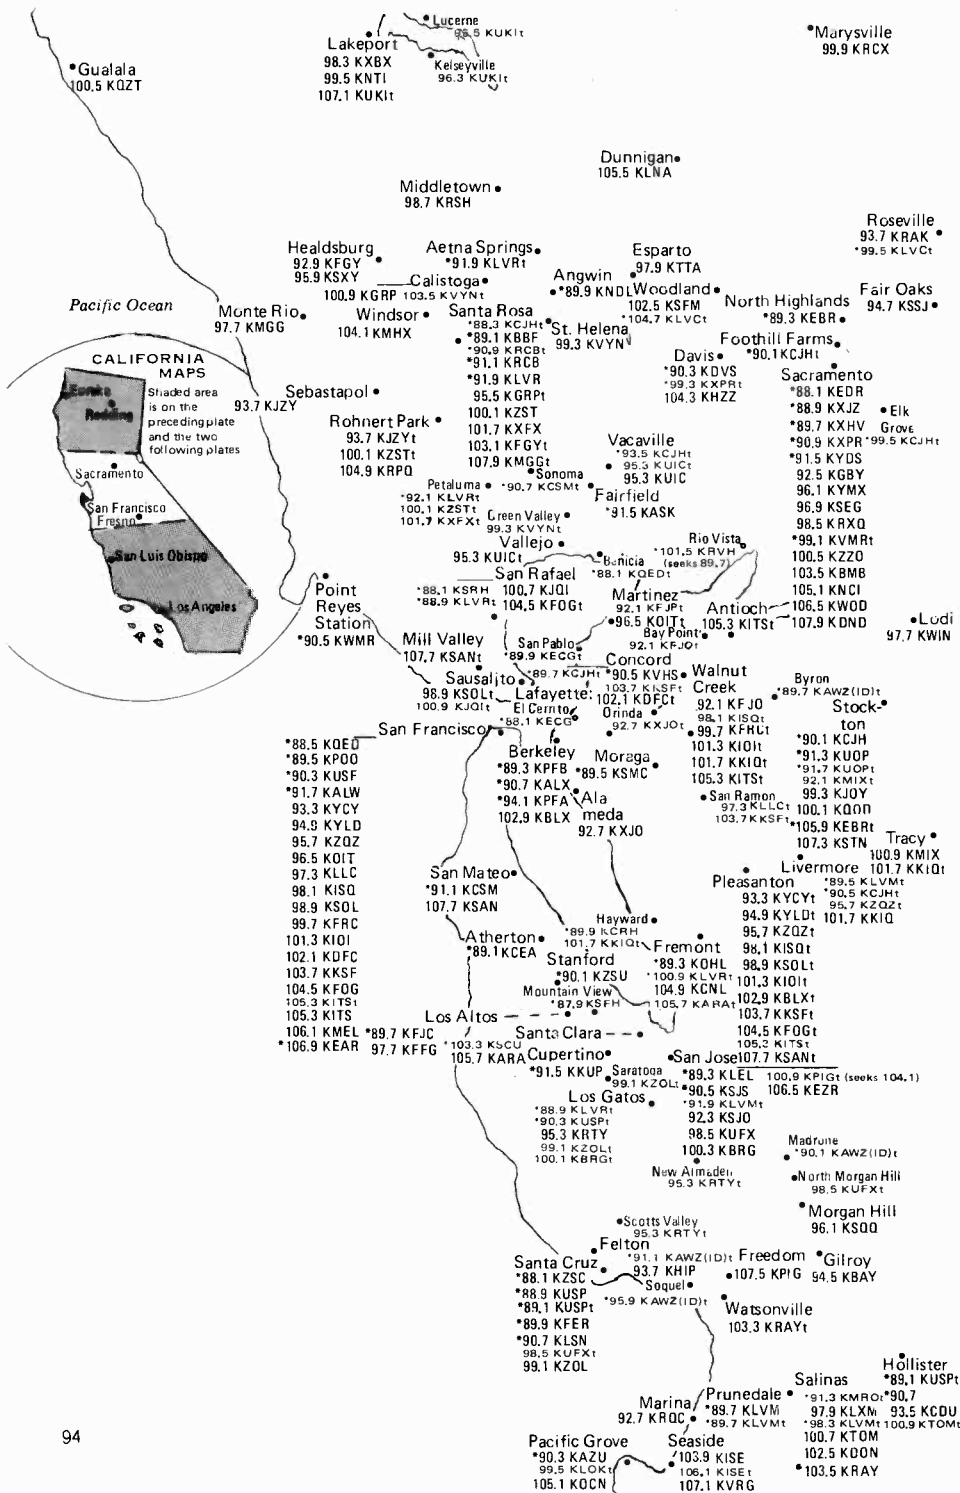 Lucerne
KUKIt
Lakeport
98.3 KXBX
99.5 KNTI
107.1 KUKIt
Kelseyville
96.3 KUKIt
Marysville
99.9 KRCX
Gualala
100.5 KQZT
Dunnigan
105.5 KLNA
Middletown
98.7 KRSH
Roseville
93.7 KRAK
*99.5 KLVCt
Healdsburg
92.9 KFGY
95.9 KSXY
Aetna Springs
*91.9 KLVRt
Esparto
97.9 KTTA
Calistoga
100.9 KGRP 103.5 KVYNt
Angwin
*89.9 KNDL
Woodland
102.5 KSFM
*104.7 KLVCt
North Highlands
*89.3 KEBR
Fair Oaks
94.7 KSSJ
Pacific Ocean
Monte Rio
97.7 KMGG
Windsor
104.1 KMHX
Santa Rosa
*88.3 KCJHt
*89.1 KBBF
*90.9 KRCBt
*91.1 KRCB
*91.9 KLVR
95.5 KGRPt
100.1 KZST
101.7 KXFX
103.1 KFGYt
107.9 KMGGt
St. Helena
99.3 KVYN
Foothill Farms
*90.1 KCJHt
Davis
*90.3 KDVS
*99.3 KXPRt
104.3 KHZZ
Sacramento
*88.1 KEDR
*88.9 KXJZ
*89.7 KXHV
*90.9 KXPR
*91.5 KYDS
92.5 KGBY
96.1 KYMX
96.9 KSEG
98.5 KRXQ
*99.1 KVMRt
100.5 KZZO
103.5 KBMB
105.1 KNCI
106.5 KWOD
107.9 KDND
Elk
Grove
*99.5 KCJHt
CALIFORNIA
MAPS
Shaded area
is on the
preceding plate
and the two
following plates
Eureka
Redding
Sacramento
San Francisco
Fresno
San Luis Obispo
Los Angeles
Sebastapol
93.7 KJZY
Rohnert Park
93.7 KJZYt
100.1 KZSTt
104.9 KRPQ
Vacaville
*93.5 KCJHt
95.3 KUICt
95.3 KUIC
Sonoma
*90.7 KCSMt
Petaluma
*92.1 KLVRt
100.1 KZSTt
101.7 KXFXt
Fairfield
*91.5 KASK
Green Valley
99.3 KVYNt
Vallejo
95.3 KUICt
Benicia
*88.1 KQEDt
Rio Vista
*101.5 KRVH
(seeks 89.7)
San Rafael
*88.1 KSRH
*88.9 KLVRt
100.7 KJQI
104.5 KFOGt
Martinez
92.1 KFJPt
*96.5 KOITt
Antioch
105.3 KITSt
Bay Point
92.1 KFJOt
Lodi
97.7 KWIN
Point
Reyes
Station
*90.5 KWMR
Mill Valley
107.7 KSANt
San Pablo
*89.9 KECGt
Sausalito
98.9 KSOLt
100.9 KJQIt
*89.7 KCJHt
Lafayette:
102.1 KDFCt
Concord
*90.5 KVHS
103.7 KKSFt
Walnut
Creek
92.1 KFJO
98.1 KISQt
99.7 KFRCt
101.3 KIOIt
101.7 KKIQt
105.3 KITSt
Byron
*89.7 KAWZ(ID)t
El Cerrito
*88.1 KECG
Orinda
92.7 KXJOt
Stock-
ton
*90.1 KCJH
*91.3 KUOP
*91.7 KUOPt
92.1 KMIXt
99.3 KJOY
100.1 KQOD
*105.9 KEBRt
107.3 KSTN
San Francisco
*88.5 KQED
*89.5 KPOO
*90.3 KUSF
*91.7 KALW
93.3 KYCY
94.9 KYLD
95.7 KZQZ
96.5 KOIT
97.3 KLLC
98.1 KISQ
98.9 KSOL
99.7 KFRC
101.3 KIOI
102.1 KDFC
103.7 KKSF
104.5 KFOG
105.3 KITSt
105.3 KITS
106.1 KMEL
*106.9 KEAR
Berkeley
*89.3 KPFB
*90.7 KALX
*94.1 KPFA
102.9 KBLX
Moraga
*89.5 KSMC
Ala
meda
92.7 KXJO
San Ramon
97.3 KLLCt
103.7 KKSFt
Tracy
100.9 KMIX
101.7 KKIQt
San Mateo
*91.1 KCSM
107.7 KSAN
Livermore
*89.5 KLVMt
*90.5 KCJHt
95.7 KZQZt
101.7 KKIQ
Pleasanton
93.3 KYCYt
94.9 KYLDt
95.7 KZQZt
98.1 KISQt
98.9 KSOLt
101.3 KIOIt
102.9 KBLXt
103.7 KKSFt
104.5 KFOGt
105.3 KITSt
107.7 KSANt
Hayward
*89.9 KCRH
101.7 KKIQt
Atherton
*89.1 KCEA
Stanford
*90.1 KZSU
Fremont
*89.3 KOHL
*100.9 KLVRt
104.9 KCNL
105.7 KARAt
Mountain View
*87.9 KSFH
Los Altos
*89.7 KFJC
97.7 KFFG
Santa Clara
*103.3 KSCU
105.7 KARA
Cupertino
*91.5 KKUP
Saratoga
99.1 KZOLt
San Jose
*89.3 KLEL
*90.5 KSJS
*91.9 KLVMt
92.3 KSJO
98.5 KUFX
100.3 KBRG
100.9 KPIGt (seeks 104.1)
106.5 KEZR
Los Gatos
*88.9 KLVRt
*90.3 KUSPt
95.3 KRTY
99.1 KZOLt
100.1 KBRGt
Madrone
*90.1 KAWZ(ID)t
New Almaden
95.3 KRTYt
North Morgan Hill
98.5 KUFXt
Morgan Hill
96.1 KSQQ
Scotts Valley
95.3 KRTYt
Felton
*91.1 KAWZ(ID)t
93.7 KHIP
Freedom
107.5 KPIG
Gilroy
94.5 KBAY
Santa Cruz
*88.1 KZSC
*88.9 KUSP
*89.1 KUSPt
*89.9 KFER
*90.7 KLSN
98.5 KUFXt
99.1 KZOL
Soquel
*95.9 KAWZ(ID)t
Watsonville
103.3 KRAYt
Hollister
*89.1 KUSPt
*90.7
93.5 KCDU
100.9 KTOMt
Salinas
*91.3 KMROt
97.9 KLXM
*98.3 KLVMt
100.7 KTOM
102.5 KDON
*103.5 KRAY
Marina
92.7 KRQC
Prunedale
*89.7 KLVM
*89.7 KLVMt
94
Pacific Grove
*90.3 KAZU
99.5 KLOKt
105.1 KOCN
Seaside
103.9 KISE
106.1 KISEt
107.1 KVRG